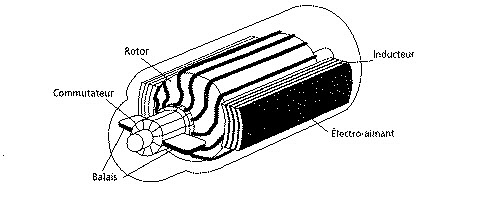 Rotor
Inducteur
Commutateur
Électro-aimant
Balais